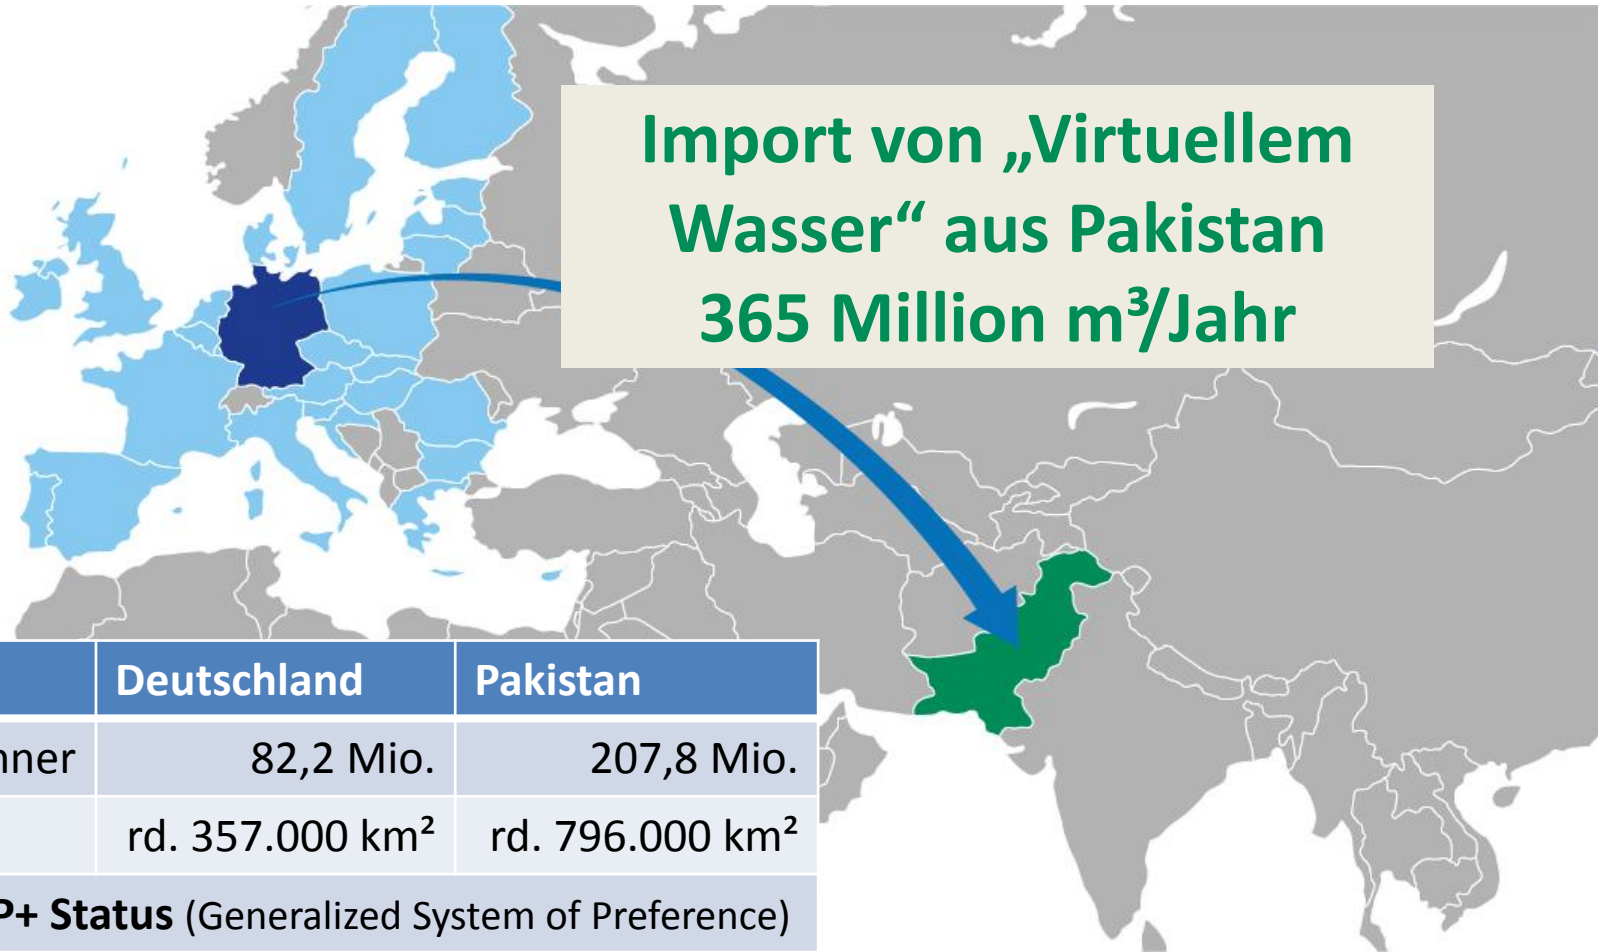 Import von „Virtuellem
Wasser“ aus Pakistan
365 Million m³/Jahr
Deutschland Pakistan
82,2 Mio. 207,8 Mio.
rd. 357.000 km² rd. 796.000 km²
P+ Status (Generalized System of Preference)